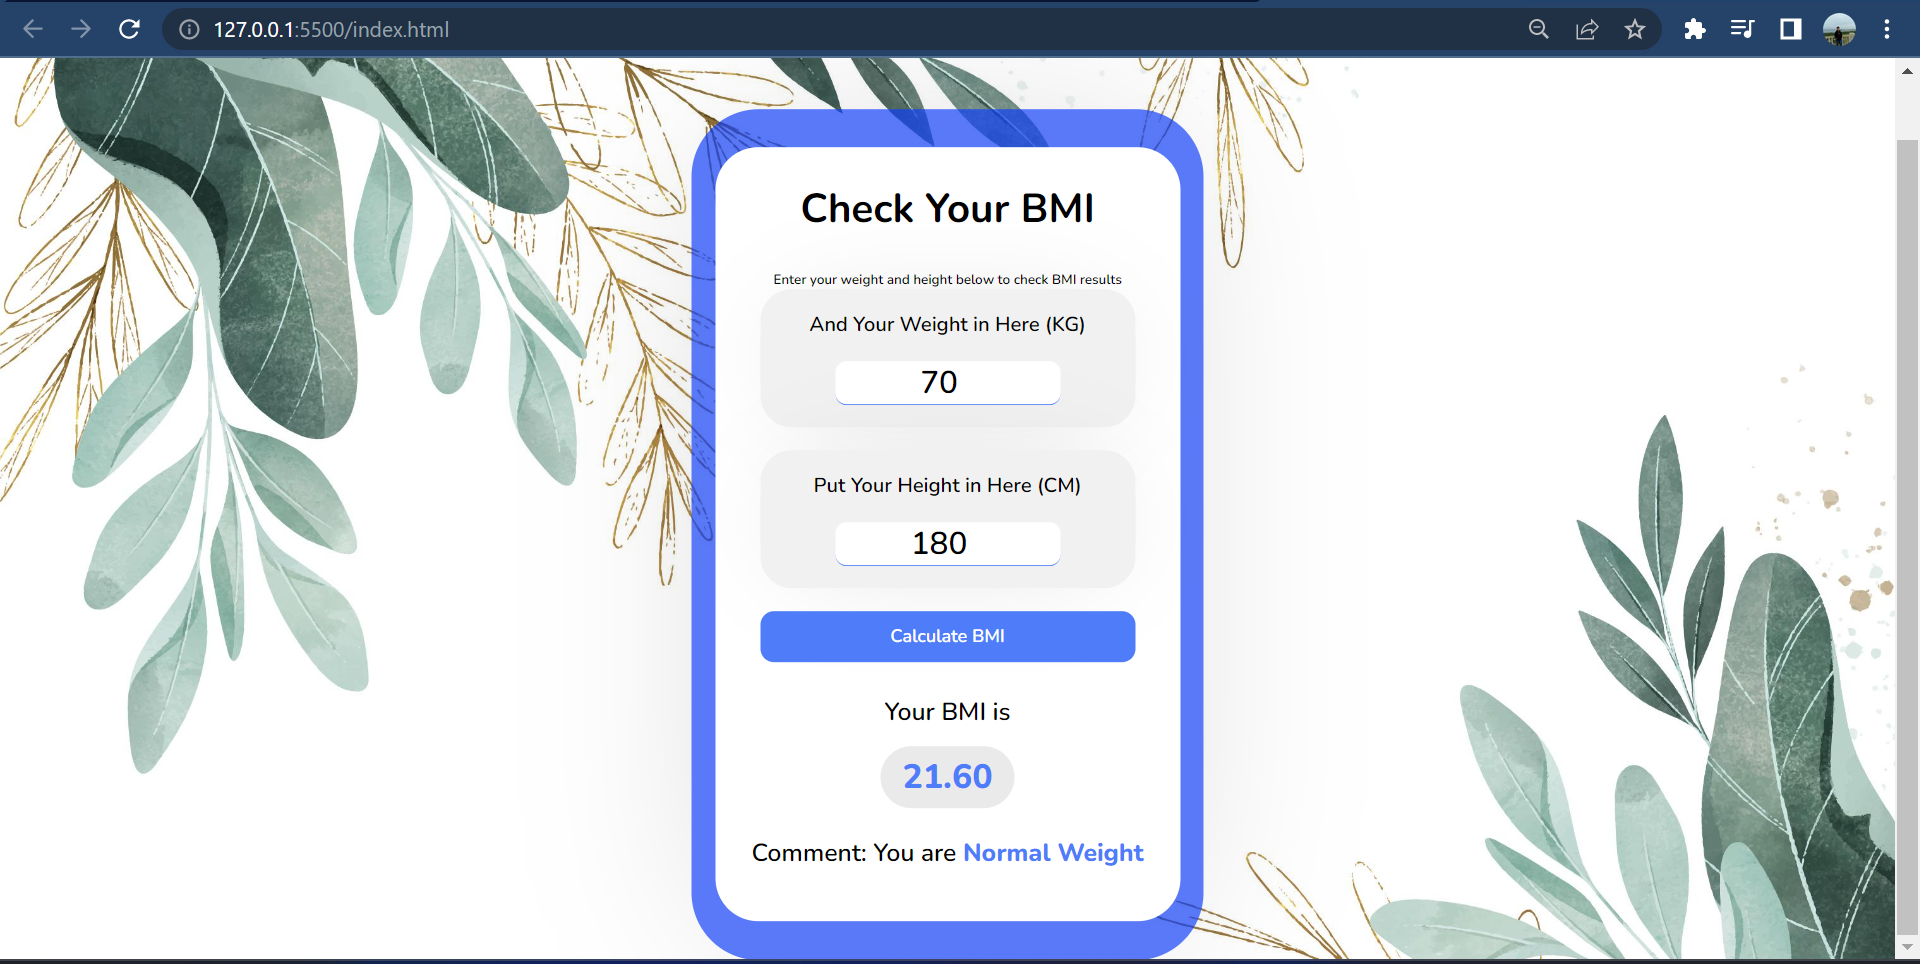 127.0.0.1:5500/index.html
Check Your BMI
Enter your weight and height below to check BMI results
And Your Weight in Here (KG)
70
Put Your Height in Here (CM)
180
Calculate BMI
Your BMI is
21.60
Comment: You are Normal Weight